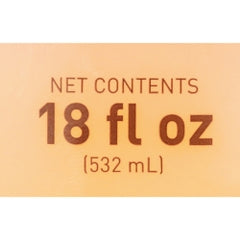 NET CONTENTS
18 fl oz
(532 mL)